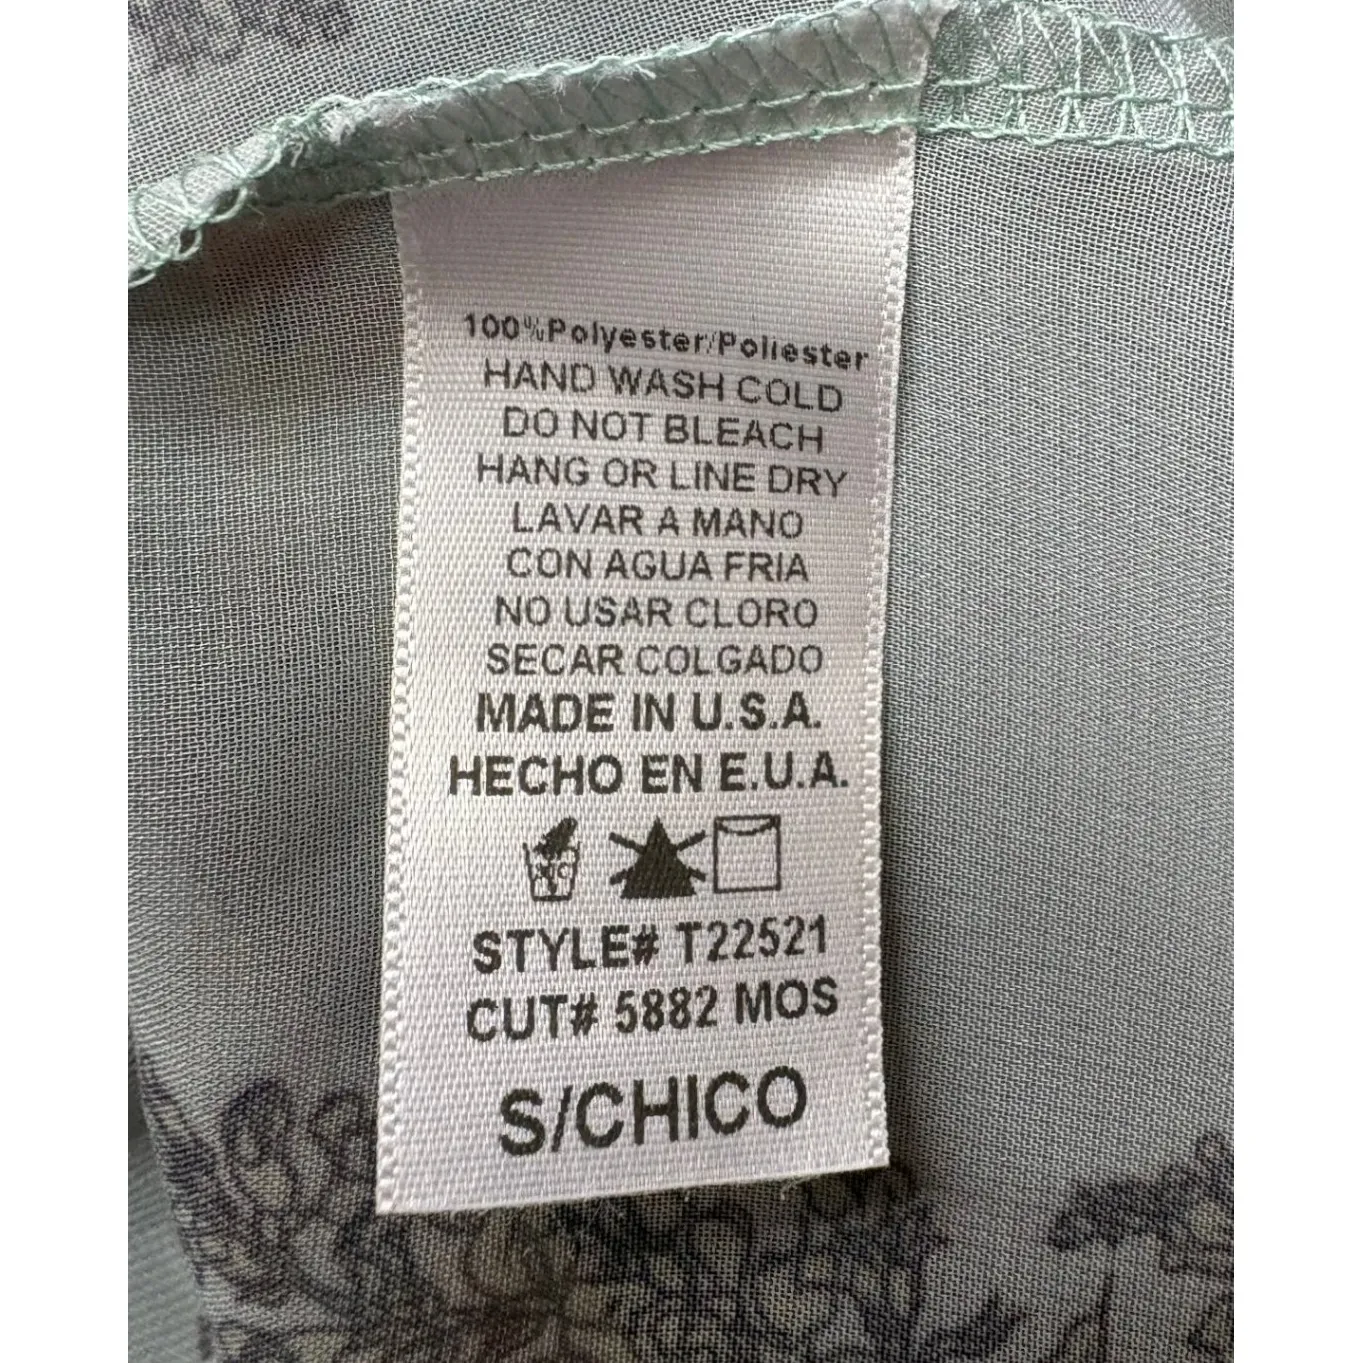 100%Polyester/Poliester
HAND WASH COLD
DO NOT BLEACH
HANG OR LINE DRY
LAVAR A MANO
CON AGUA FRIA
NO USAR CLORO
SECAR COLGADO
MADE IN U.S.A.
HECHO EN E.U.A.
STYLE# T22521
CUT# 5882 MOS
S/CHICO